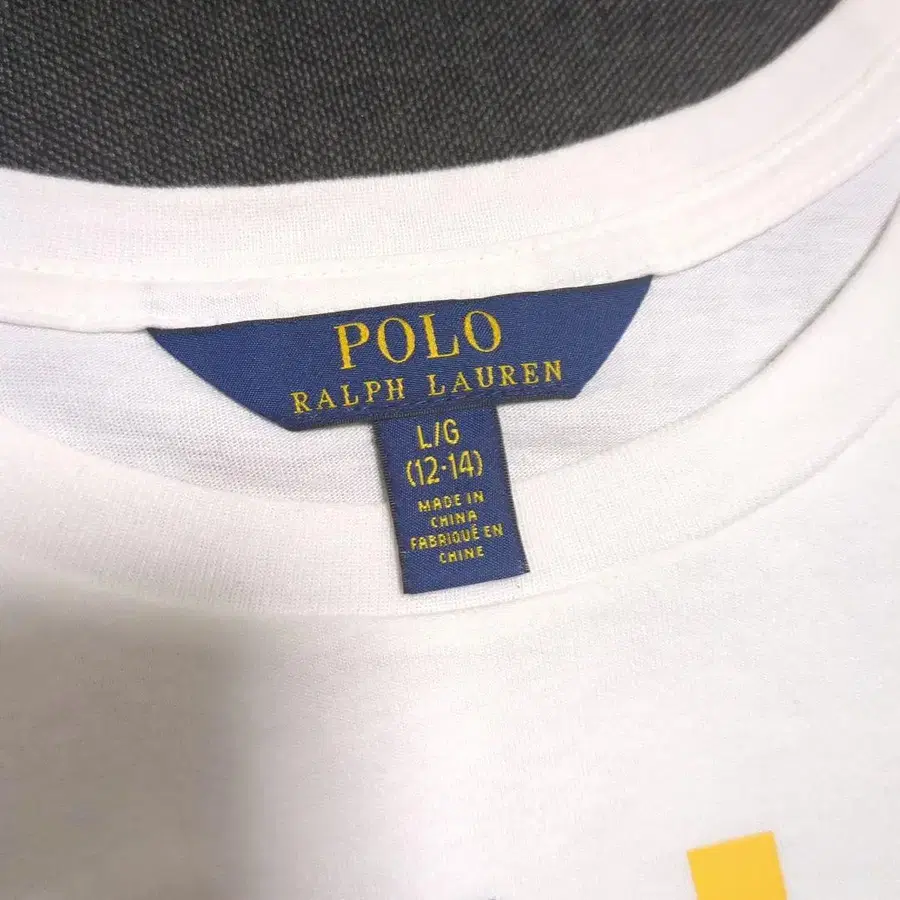 POLO
RALPH LAUREN
L/G
(12-14)
MADE IN
CHINA
FABRIQUÉ EN
CHINE